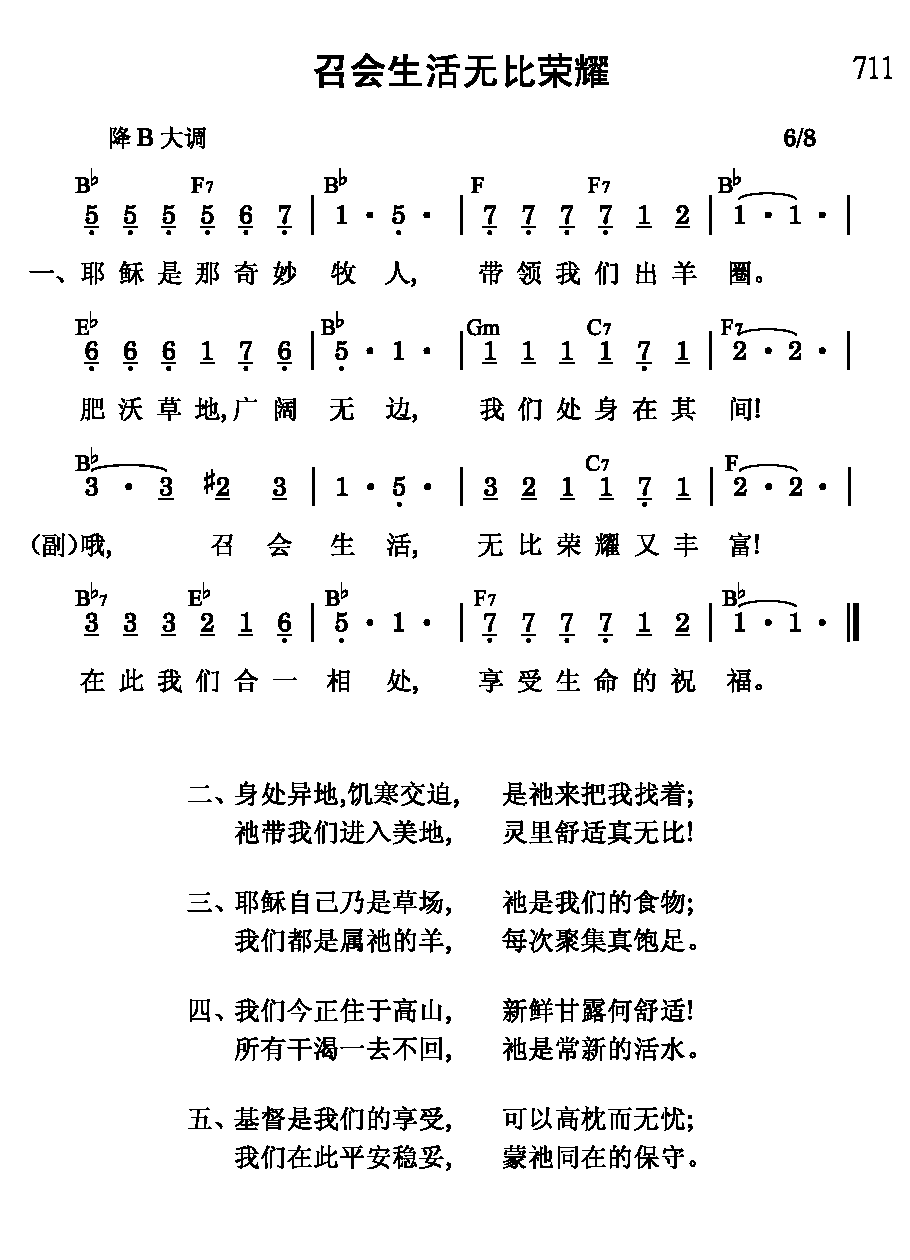 召会生活无比荣耀 711
降B大调 6/8
B♭ F7 B♭ F F7 B♭
5 5 5 5 6 7 | 1 · 5 · | 7 7 7 7 1 2 | 1 · 1 · |
一、耶稣是那奇妙牧人, 带领我们出羊圈。
E♭ B♭ Gm C7 F7
6 6 6 1 7 6 | 5 · 1 · | 1 1 1 1 7 1 | 2 · 2 · |
肥沃草地,广阔无边, 我们处身在其间!
B♭ C7 F
3 · 3 #2 3 | 1 · 5 · | 3 2 1 1 7 1 | 2 · 2 · |
(副)哦, 召会生活, 无比荣耀又丰富!
B♭7 E♭ B♭ F7 B♭
3 3 3 2 1 6 | 5 · 1 · | 7 7 7 7 1 2 | 1 · 1 · ‖
在此我们合一相处, 享受生命的祝福。
二、身处异地,饥寒交迫, 是祂来把我找着;
祂带我们进入美地, 灵里舒适真无比!
三、耶稣自己乃是草场, 祂是我们的食物;
我们都是属祂的羊, 每次聚集真饱足。
四、我们今正住于高山, 新鲜甘露何舒适!
所有干渴一去不回, 祂是常新的活水。
五、基督是我们的享受, 可以高枕而无忧;
我们在此平安稳妥, 蒙祂同在的保守。